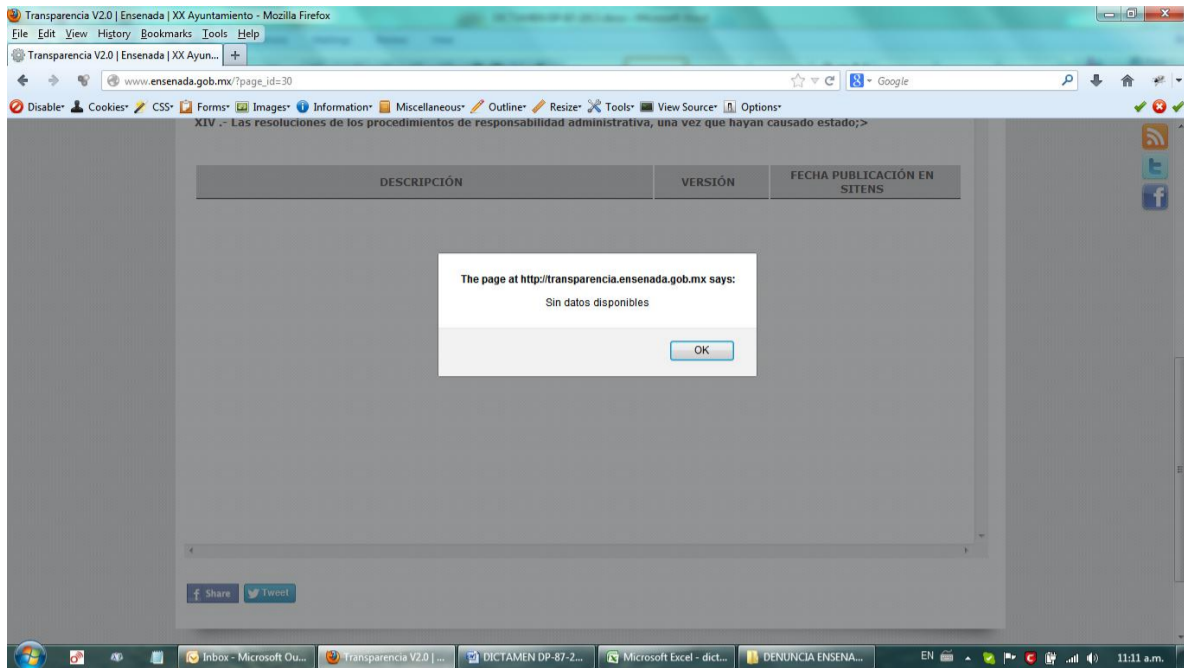 Transparencia V2.0 | Ensenada | XX Ayuntamiento - Mozilla Firefox
File Edit View History Bookmarks Tools Help
Transparencia V2.0 | Ensenada | XX Ayun... +
www.ensenada.gob.mx/?page_id=30
Google
Disable Cookies CSS Forms Images Information Miscellaneous Outline Resize Tools View Source Options
XIV .- Las resoluciones de los procedimientos de responsabilidad administrativa, una vez que hayan causado estado;>
DESCRIPCIÓN VERSIÓN FECHA PUBLICACIÓN EN
SITENS
The page at http://transparencia.ensenada.gob.mx says:
Sin datos disponibles
OK
Share Tweet
Inbox - Microsoft Ou... Transparencia V2.0 | ... DICTAMEN DP-87-2... Microsoft Excel - dict... DENUNCIA ENSENA... EN 11:11 a.m.